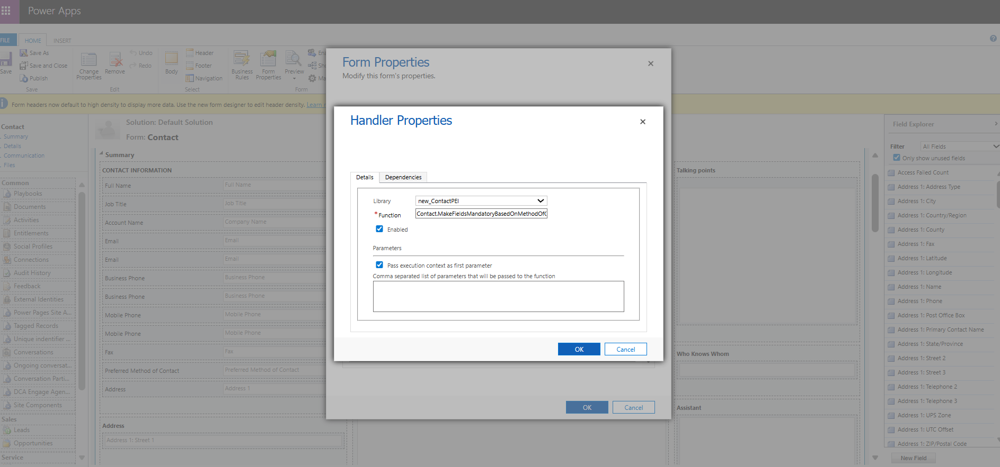 Power Apps
FILE
HOME
INSERT
Save
Save As
Save and Close
Publish
Save
Change Properties
Remove
Undo
Redo
Edit
Body
Header
Footer
Navigation
Select
Business Rules
Form Properties
Preview
Form
Form headers now default to high density to display more data. Use the new form designer to edit header density. Learn
Contact
Summary
Details
Communication
Files
Common
Playbooks
Documents
Activities
Entitlements
Social Profiles
Connections
Audit History
Feedback
External Identities
Power Pages Site A...
Tagged Records
Unique indentifier ...
Conversations
Ongoing conversat...
Conversation Parti...
DCA Engage Agen...
Site Components
Sales
Leads
Opportunities
Service
Solution: Default Solution
Form: Contact
Summary
CONTACT INFORMATION
Full Name Full Name
Job Title Job Title
Account Name Company Name
Email Email
Email Email
Business Phone Business Phone
Business Phone Business Phone
Mobile Phone Mobile Phone
Mobile Phone Mobile Phone
Fax Fax
Preferred Method of Contact Preferred Method of Contact
Address Address 1
Address
Address 1: Street 1
Form Properties
Modify this form's properties.
Handler Properties
Details
Dependencies
Library new_ContactPEI
*Function Contact.MakeFieldsMandatoryBasedOnMethodOf
Enabled
Parameters
Pass execution context as first parameter
Comma separated list of parameters that will be passed to the function
OK
Cancel
OK
Cancel
Talking points
Who Knows Whom
Assistant
Field Explorer
Filter All Fields
Only show unused fields
Access Failed Count
Address 1: Address Type
Address 1: City
Address 1: Country/Region
Address 1: County
Address 1: Fax
Address 1: Latitude
Address 1: Longitude
Address 1: Name
Address 1: Phone
Address 1: Post Office Box
Address 1: Primary Contact Name
Address 1: State/Province
Address 1: Street 2
Address 1: Street 3
Address 1: Telephone 2
Address 1: Telephone 3
Address 1: UPS Zone
Address 1: UTC Offset
Address 1: ZIP/Postal Code
New Field